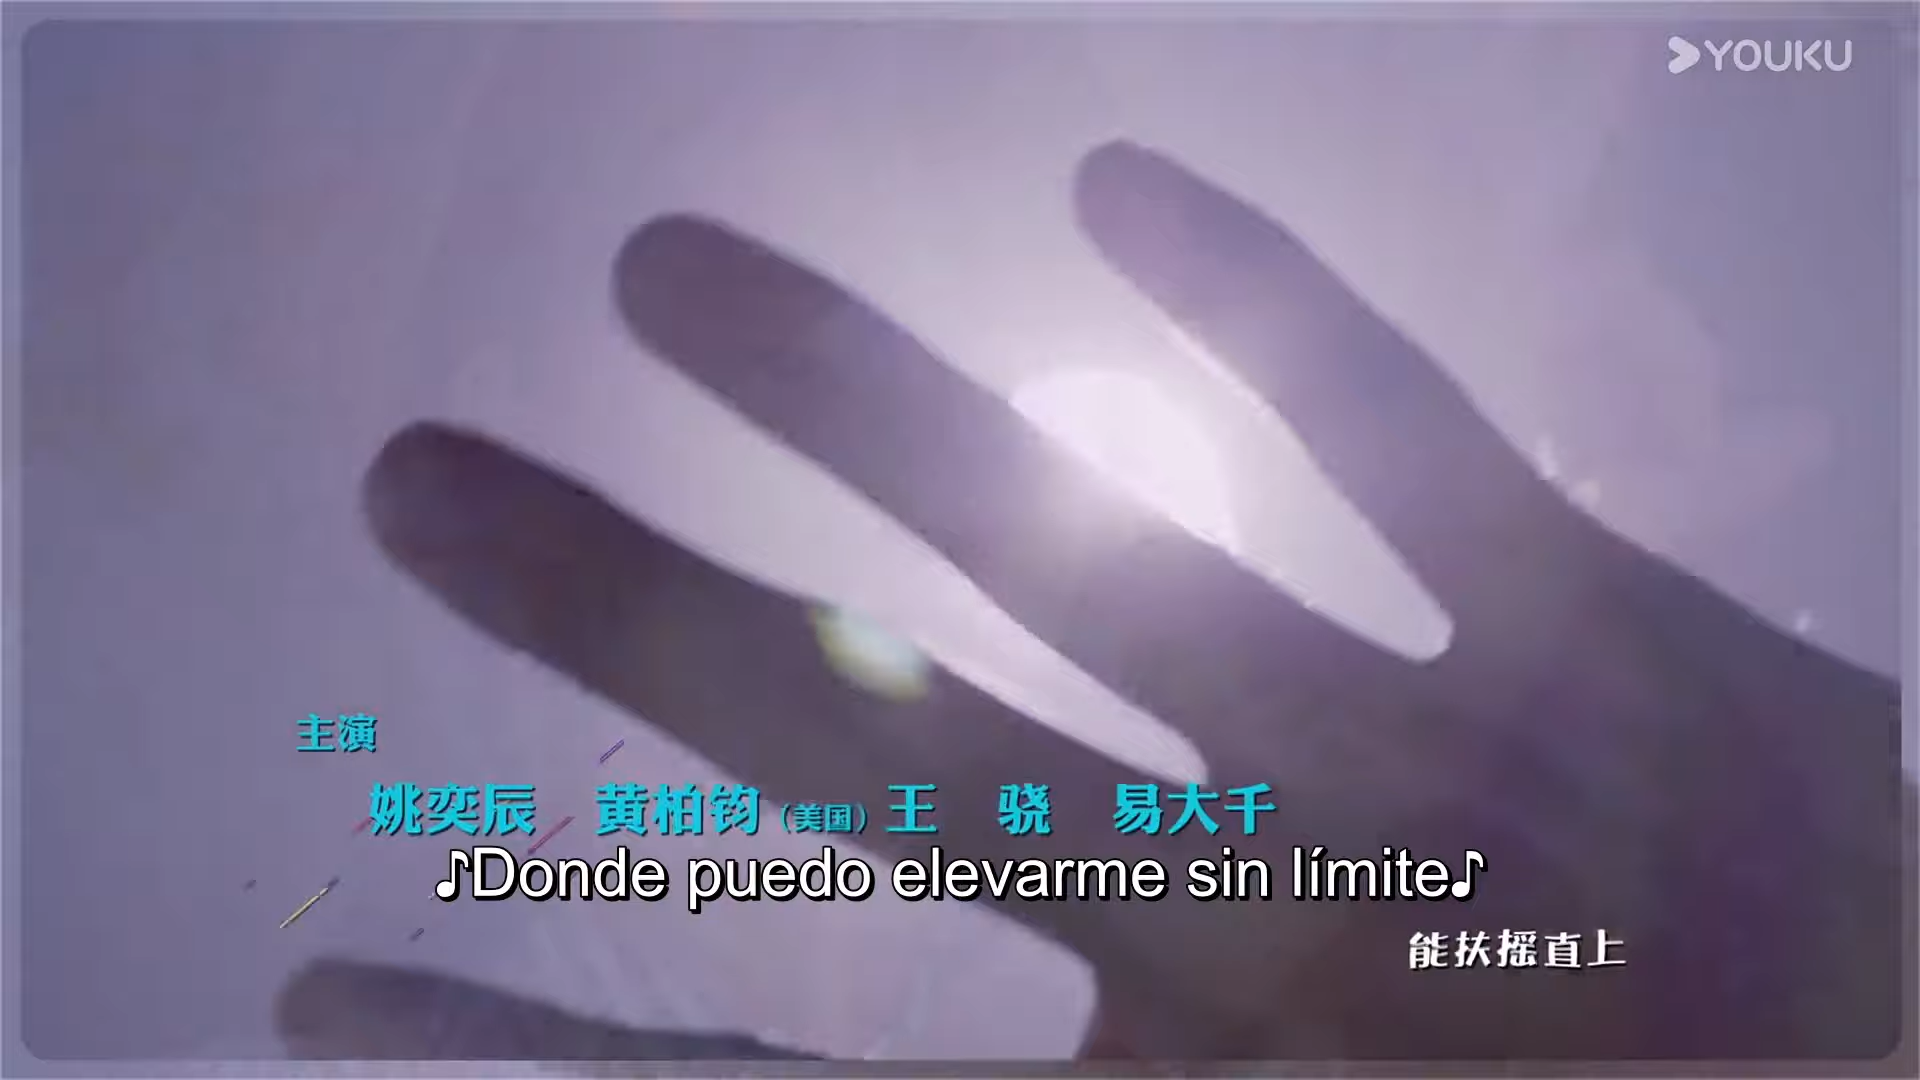 YOUKU
主演
姚奕辰 黄柏钧（美国）王 骁 易大千
♪Donde puedo elevarme sin límite♪
能扶摇直上